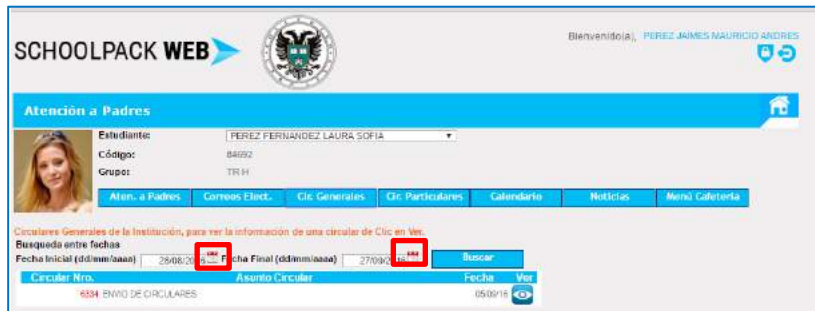 SCHOOLPACK WEB
Bienvenido(a), PEREZ JAIMES MAURICIO ANDRES
Atención a Padres
Estudiante: PEREZ FERNANDEZ LAURA SOFIA
Código: 84692
Grupo: TR H
Aten. a Padres Correos Elect. Cir. Generales Cir. Particulares Calendario Noticias Menú Cafetería
Circulares Generales de la Institución, para ver la información de una circular de Clic en Ver.
Busqueda entre fechas
Fecha Inicial (dd/mm/aaaa) 28/08/20 6 Fecha Final (dd/mm/aaaa) 27/09/2016 Buscar
Circular Nro. Asunto Circular Fecha Ver
6334 ENVIO DE CIRCULARES 05/09/16